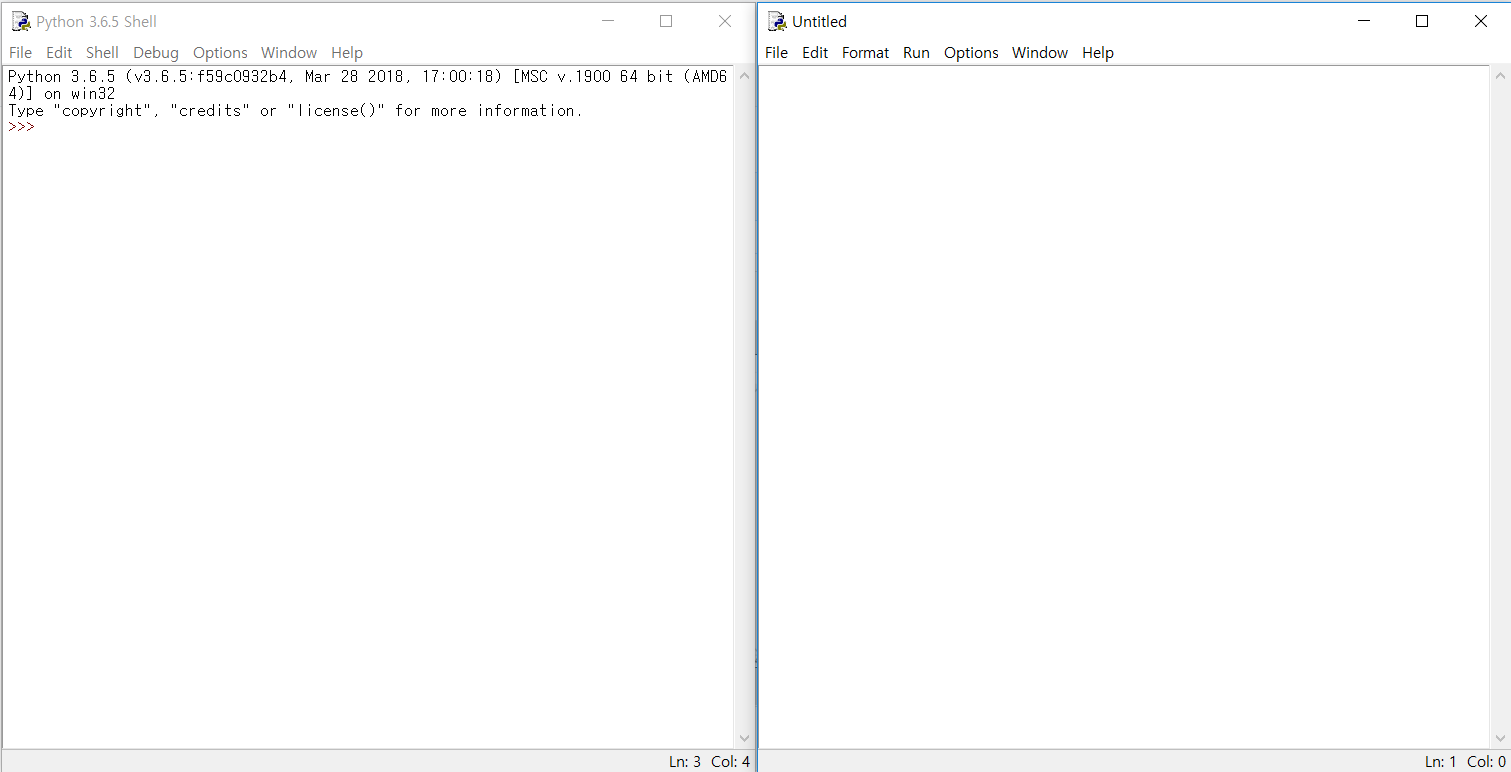 Python 3.6.5 Shell
File Edit Shell Debug Options Window Help
Python 3.6.5 (v3.6.5:f59c0932b4, Mar 28 2018, 17:00:18) [MSC v.1900 64 bit (AMD6
4)] on win32
Type "copyright", "credits" or "license()" for more information.
>>>
Ln: 3 Col: 4
Untitled
File Edit Format Run Options Window Help
Ln: 1 Col: 0